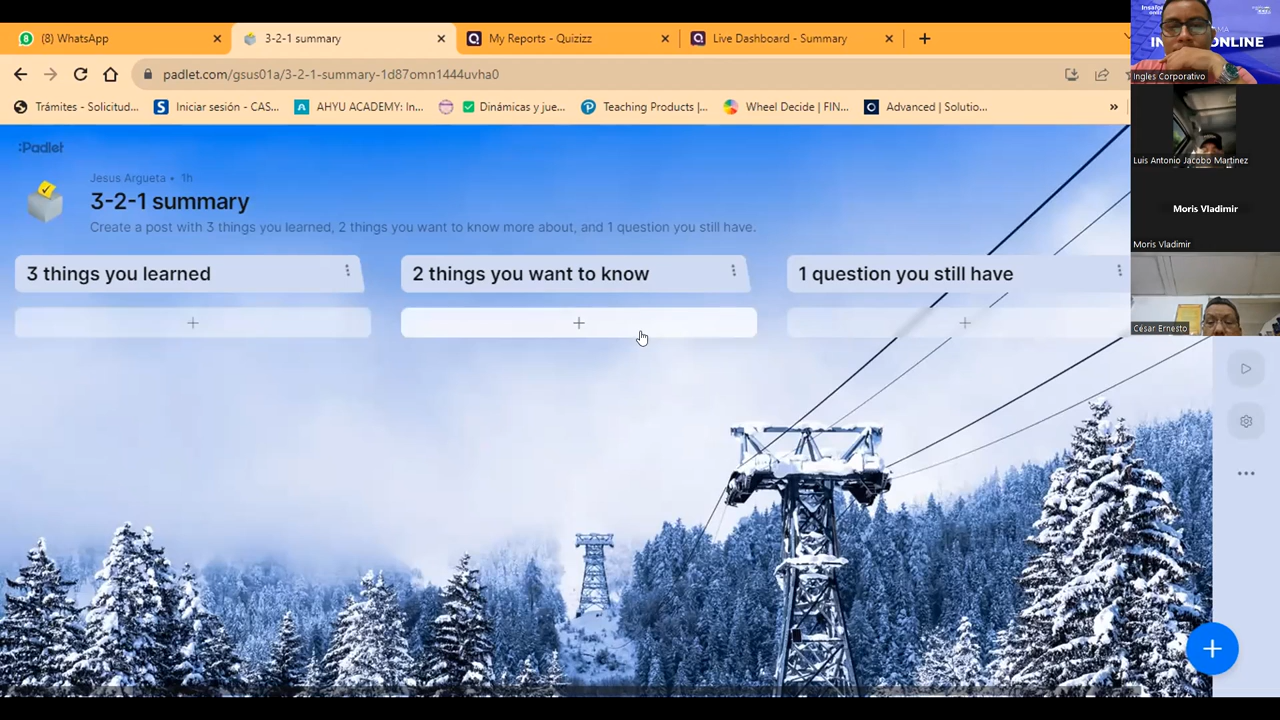 (8) WhatsApp
3-2-1 summary
My Reports - Quizizz
Live Dashboard - Summary
padlet.com/gsus01a/3-2-1-summary-1d87omn1444uvha0
Trámites - Solicitud...
Iniciar sesión - CAS...
AHYU ACADEMY: In...
Dinámicas y jue...
Teaching Products |...
Wheel Decide | FIN...
Advanced | Solutio...
»
:Padlet
Jesus Argueta • 1h
3-2-1 summary
Create a post with 3 things you learned, 2 things you want to know more about, and 1 question you still have.
3 things you learned
2 things you want to know
1 question you still have
ONLINE
Ingles Corporativo
Luis Antonio Jacobo Martinez
Moris Vladimir
Moris Vladimir
César Ernesto